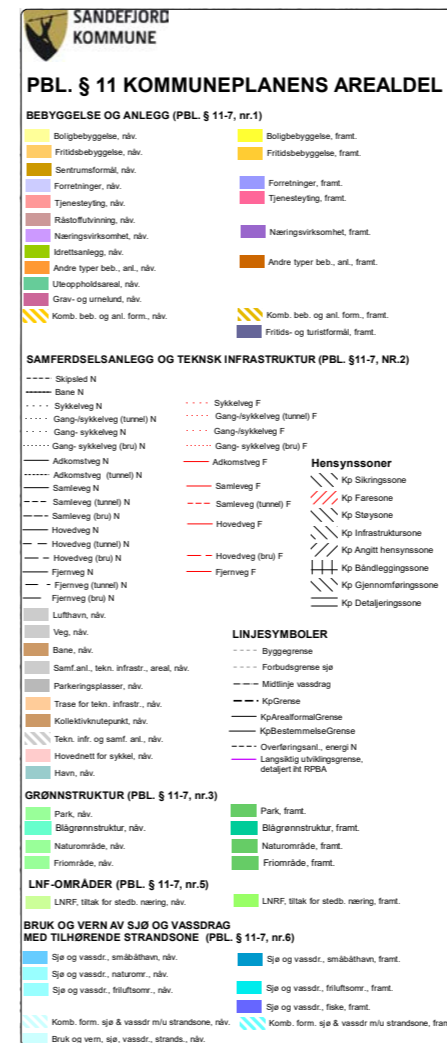 SANDEFJORD
KOMMUNE
PBL. § 11 KOMMUNEPLANENS AREALDEL
BEBYGGELSE OG ANLEGG (PBL. § 11-7, nr.1)
Boligbebyggelse, nåv.
Boligbebyggelse, framt.
Fritidsbebyggelse, nåv.
Fritidsbebyggelse, framt.
Sentrumsformål, nåv.
Forretninger, nåv.
Forretninger, framt.
Tjenesteyting, nåv.
Tjenesteyting, framt.
Råstoffutvinning, nåv.
Næringsvirksomhet, nåv.
Næringsvirksomhet, framt.
Idrettsanlegg, nåv.
Andre typer beb., anl., nåv.
Andre typer beb., anl., framt.
Uteoppholdsareal, nåv.
Grav- og urnelund, nåv.
Komb. beb. og anl. form., nåv.
Komb. beb. og anl. form., framt.
Fritids- og turistformål, framt.
SAMFERDSELSANLEGG OG TEKNSK INFRASTRUKTUR (PBL. §11-7, NR.2)
Skipsled N
Bane N
Sykkelveg N
Gang-/sykkelveg (tunnel) N
Gang- sykkelveg N
Gang- sykkelveg (bru) N
Adkomstveg N
Adkomstveg (tunnel) N
Samleveg N
Samleveg (tunnel) N
Samleveg (bru) N
Hovedveg N
Hovedveg (tunnel) N
Hovedveg (bru) N
Fjernveg N
Fjernveg (tunnel) N
Fjernveg (bru) N
Sykkelveg F
Gang-/sykkelveg (tunnel) F
Gang-/sykkelveg F
Gang- sykkelveg (bru) F
Adkomstveg F
Samleveg F
Samleveg (tunnel) F
Hovedveg F
Hovedveg (bru) F
Fjernveg F
Hensynssoner
Kp Sikringssone
Kp Faresone
Kp Støysone
Kp Infrastruktursone
Kp Angitt hensynssone
Kp Båndleggingssone
Kp Gjennomføringssone
Kp Detaljeringssone
Lufthavn, nåv.
Veg, nåv.
Bane, nåv.
Samf.anl., tekn. infrastr., areal, nåv.
Parkeringsplasser, nåv.
Trase for tekn. infrastr., nåv.
Kollektivknutepunkt, nåv.
Tekn. infr. og samf. anl., nåv.
Hovednett for sykkel, nåv.
Havn, nåv.
LINJESYMBOLER
Byggegrense
Forbudsgrense sjø
Midtlinje vassdrag
KpGrense
KpArealformalGrense
KpBestemmelseGrense
Overføringsanl., energi N
Langsiktig utviklingsgrense,
detaljert iht RPBA
GRØNNSTRUKTUR (PBL. § 11-7, nr.3)
Park, nåv.
Park, framt.
Blågrønnstruktur, nåv.
Blågrønnstruktur, framt.
Naturområde, nåv.
Naturområde, framt.
Friområde, nåv.
Friområde, framt.
LNF-OMRÅDER (PBL. § 11-7, nr.5)
LNRF, tiltak for stedb. næring, nåv.
LNRF, tiltak for stedb. næring, framt.
BRUK OG VERN AV SJØ OG VASSDRAG
MED TILHØRENDE STRANDSONE (PBL. § 11-7, nr.6)
Sjø og vassdr., småbåthavn, nåv.
Sjø og vassdr., småbåthavn, framt.
Sjø og vassdr., naturomr., nåv.
Sjø og vassdr., friluftsomr., nåv.
Sjø og vassdr., friluftsomr., framt.
Sjø og vassdr., fiske, framt.
Komb. form. sjø & vassdr m/u strandsone, nåv.
Komb. form. sjø & vassdr m/u strandsone, fram
Bruk og vern, sjø, vassdr., strands., nåv.